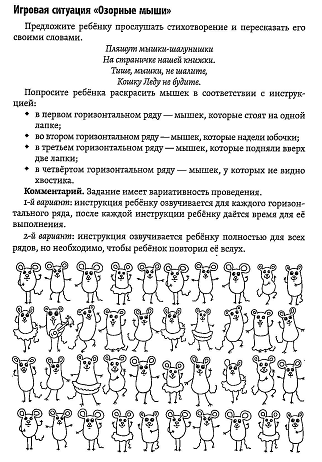 Игровая ситуация «Озорные мыши»
Предложите ребёнку прослушать стихотворение и пересказать его
своими словами.
Пляшут мышки-шалунишки
На страничке нашей книжки.
Тише, мышки, не шалите,
Кошку Леду не будите.
Попросите ребёнка раскрасить мышек в соответствии с инструк-
цией:
♦ в первом горизонтальном ряду — мышек, которые стоят на одной
лапке;
♦ во втором горизонтальном ряду — мышек, которые надели юбочки;
♦ в третьем горизонтальном ряду — мышек, которые подняли вверх
две лапки;
♦ в четвёртом горизонтальном ряду — мышек, у которых не видно
хвостика.
Комментарий. Задание имеет вариативность проведения.
1-й вариант: инструкция ребёнку озвучивается для каждого горизон-
тального ряда, после каждой инструкции ребёнку даётся время для её
выполнения.
2-й вариант: инструкция озвучивается ребёнку полностью для всех
рядов, но необходимо, чтобы ребёнок повторил её вслух.